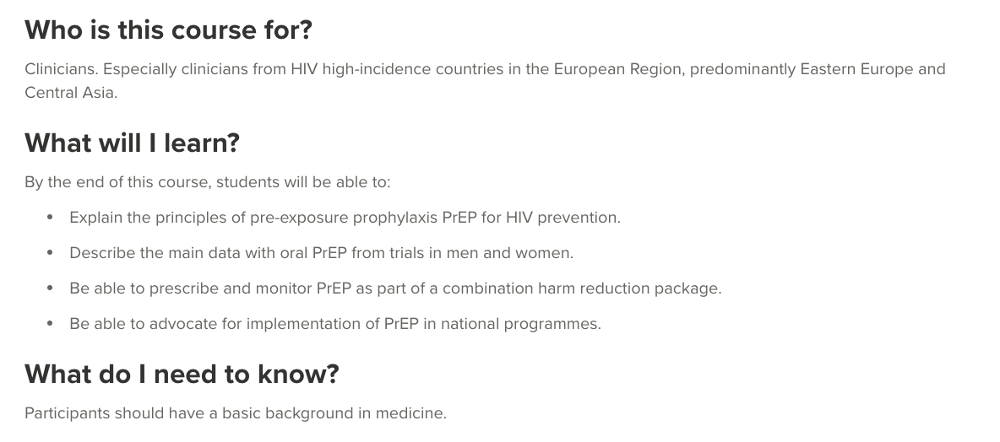 Who is this course for?
Clinicians. Especially clinicians from HIV high-incidence countries in the European Region, predominantly Eastern Europe and
Central Asia.
What will I learn?
By the end of this course, students will be able to:
• Explain the principles of pre-exposure prophylaxis PrEP for HIV prevention.
• Describe the main data with oral PrEP from trials in men and women.
• Be able to prescribe and monitor PrEP as part of a combination harm reduction package.
• Be able to advocate for implementation of PrEP in national programmes.
What do I need to know?
Participants should have a basic background in medicine.